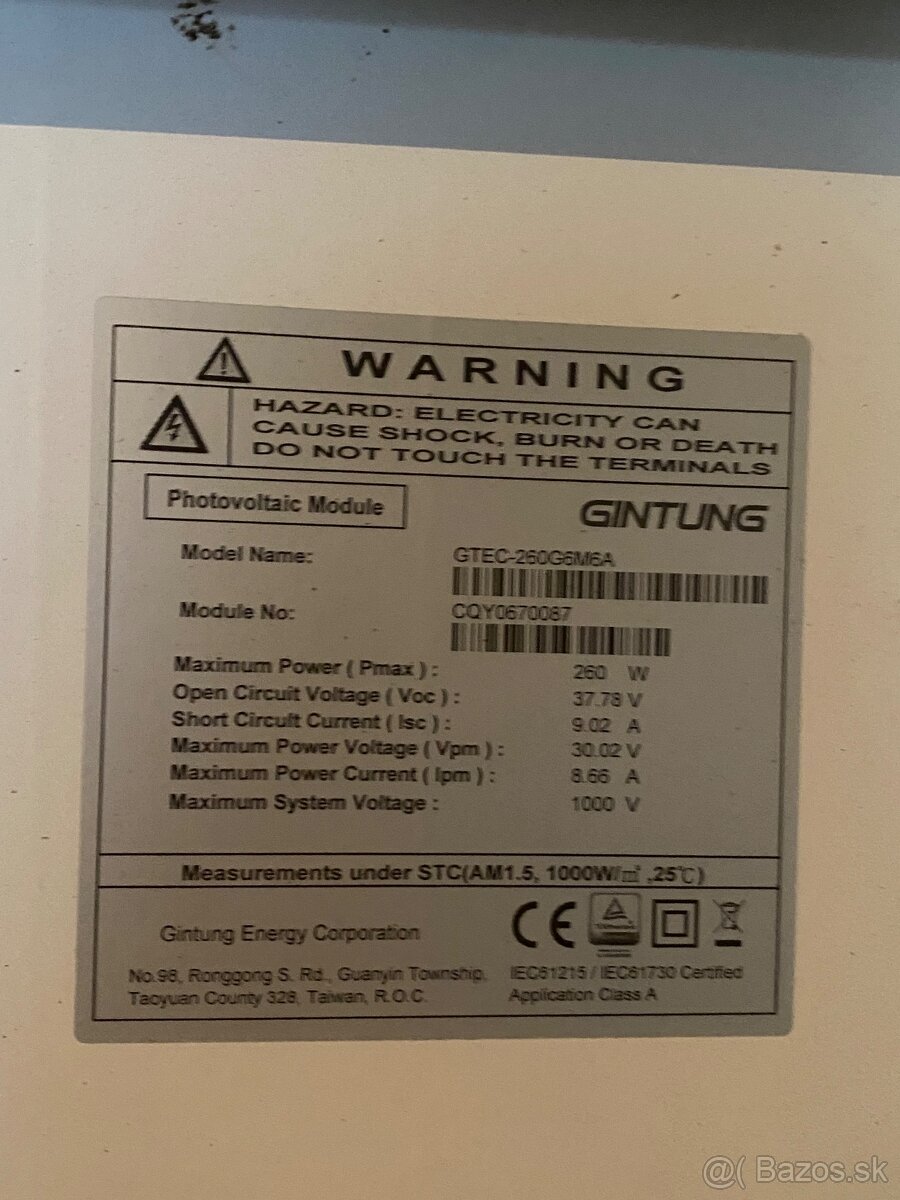 WARNING
HAZARD: ELECTRICITY CAN
CAUSE SHOCK, BURN OR DEATH
DO NOT TOUCH THE TERMINALS
Photovoltaic Module
GINTUNG
Model Name: GTEC-260G6M6A
Module No: CQY0670087
Maximum Power ( Pmax ) : 260 W
Open Circuit Voltage ( Voc ) : 37.78 V
Short Circuit Current ( Isc ) : 9.02 A
Maximum Power Voltage ( Vpm ) : 30.02 V
Maximum Power Current ( Ipm ) : 8.66 A
Maximum System Voltage : 1000 V
Measurements under STC(AM1.5, 1000W/㎡ ,25℃)
Gintung Energy Corporation
CE
No.98, Ronggong S. Rd., Guanyin Township,
Taoyuan County 328, Taiwan, R.O.C.
IEC61215 / IEC61730 Certified
Application Class A
@( Bazos.sk